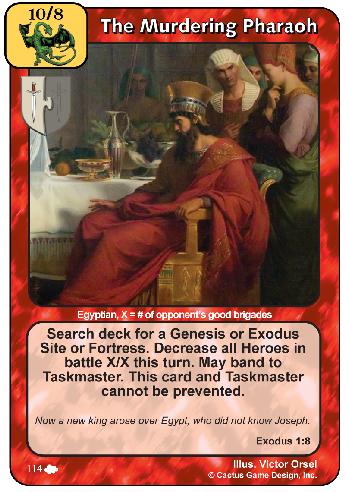 10/8
The Murdering Pharaoh
Egyptian, X = # of opponent's good brigades
Search deck for a Genesis or Exodus
Site or Fortress. Decrease all Heroes in
battle X/X this turn. May band to
Taskmaster. This card and Taskmaster
cannot be prevented.
Now a new king arose over Egypt, who did not know Joseph.
Exodus 1:8
114
Illus. Victor Orsel
© Cactus Game Design, Inc.